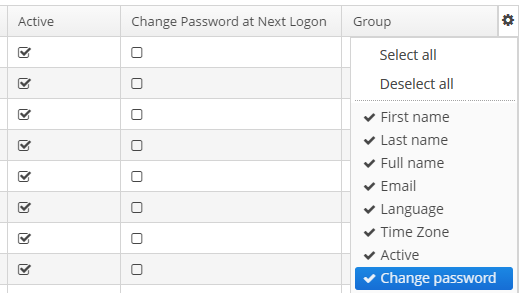 Active Change Password at Next Logon Group
Select all
Deselect all
First name
Last name
Full name
Email
Language
Time Zone
Active
Change password